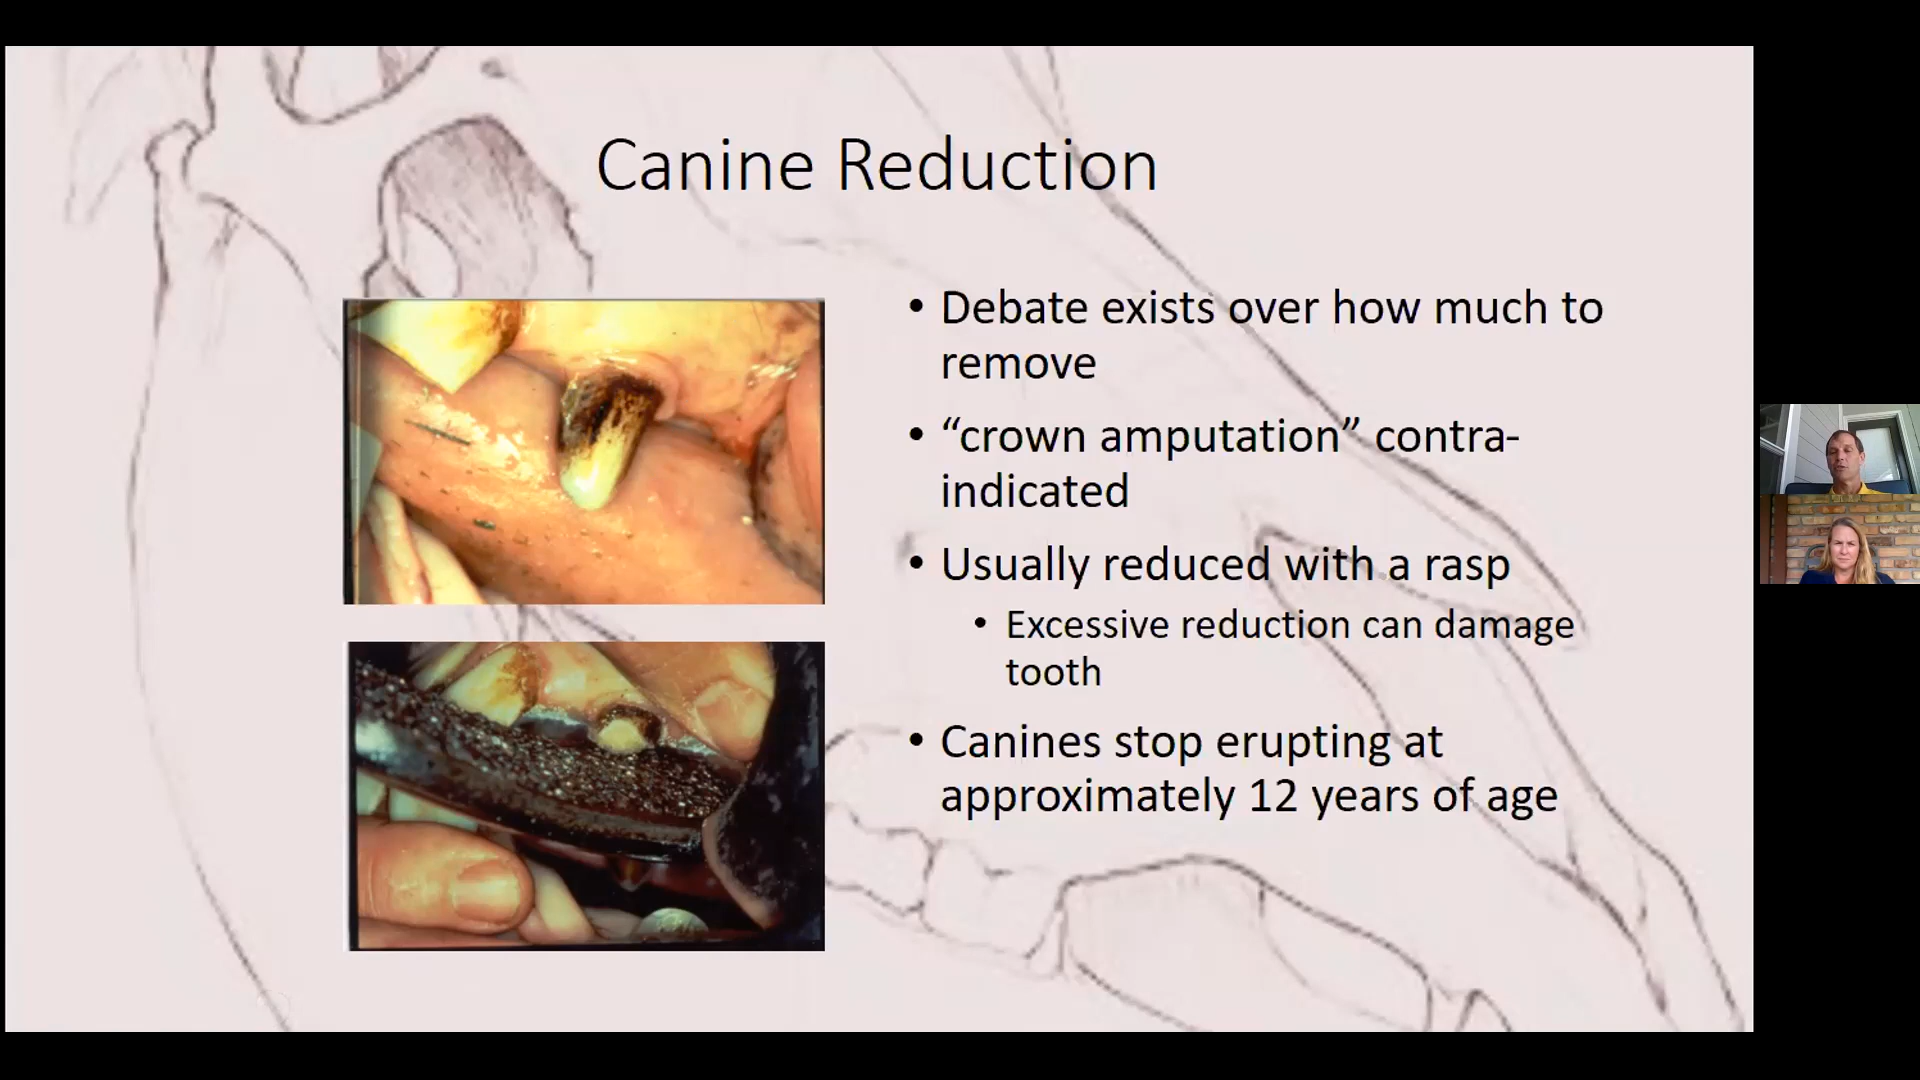 Canine Reduction
• Debate exists over how much to
remove
• “crown amputation” contra-
indicated
• Usually reduced with a rasp
• Excessive reduction can damage
tooth
• Canines stop erupting at
approximately 12 years of age